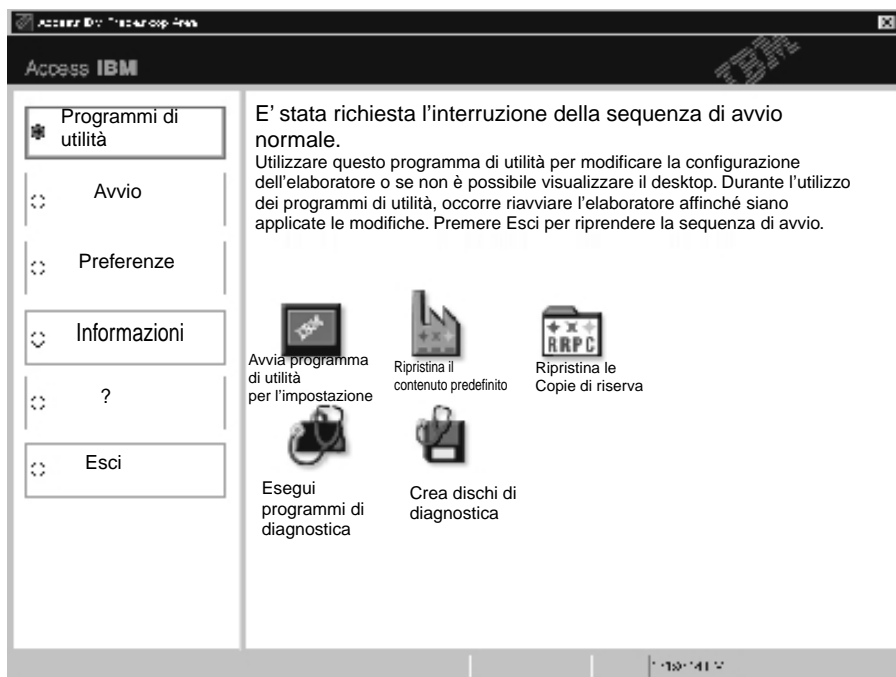 Access IBM
IBM
Programmi di
utilità
Avvio
Preferenze
Informazioni
?
Esci
E' stata richiesta l'interruzione della sequenza di avvio
normale.
Utilizzare questo programma di utilità per modificare la configurazione
dell'elaboratore o se non è possibile visualizzare il desktop. Durante l'utilizzo
dei programmi di utilità, occorre riavviare l'elaboratore affinché siano
applicate le modifiche. Premere Esci per riprendere la sequenza di avvio.
IBM
Avvia programma
di utilità
per l'impostazione
Ripristina il
contenuto predefinito
RRPC
Ripristina le
Copie di riserva
Esegui
programmi di
diagnostica
Crea dischi di
diagnostica